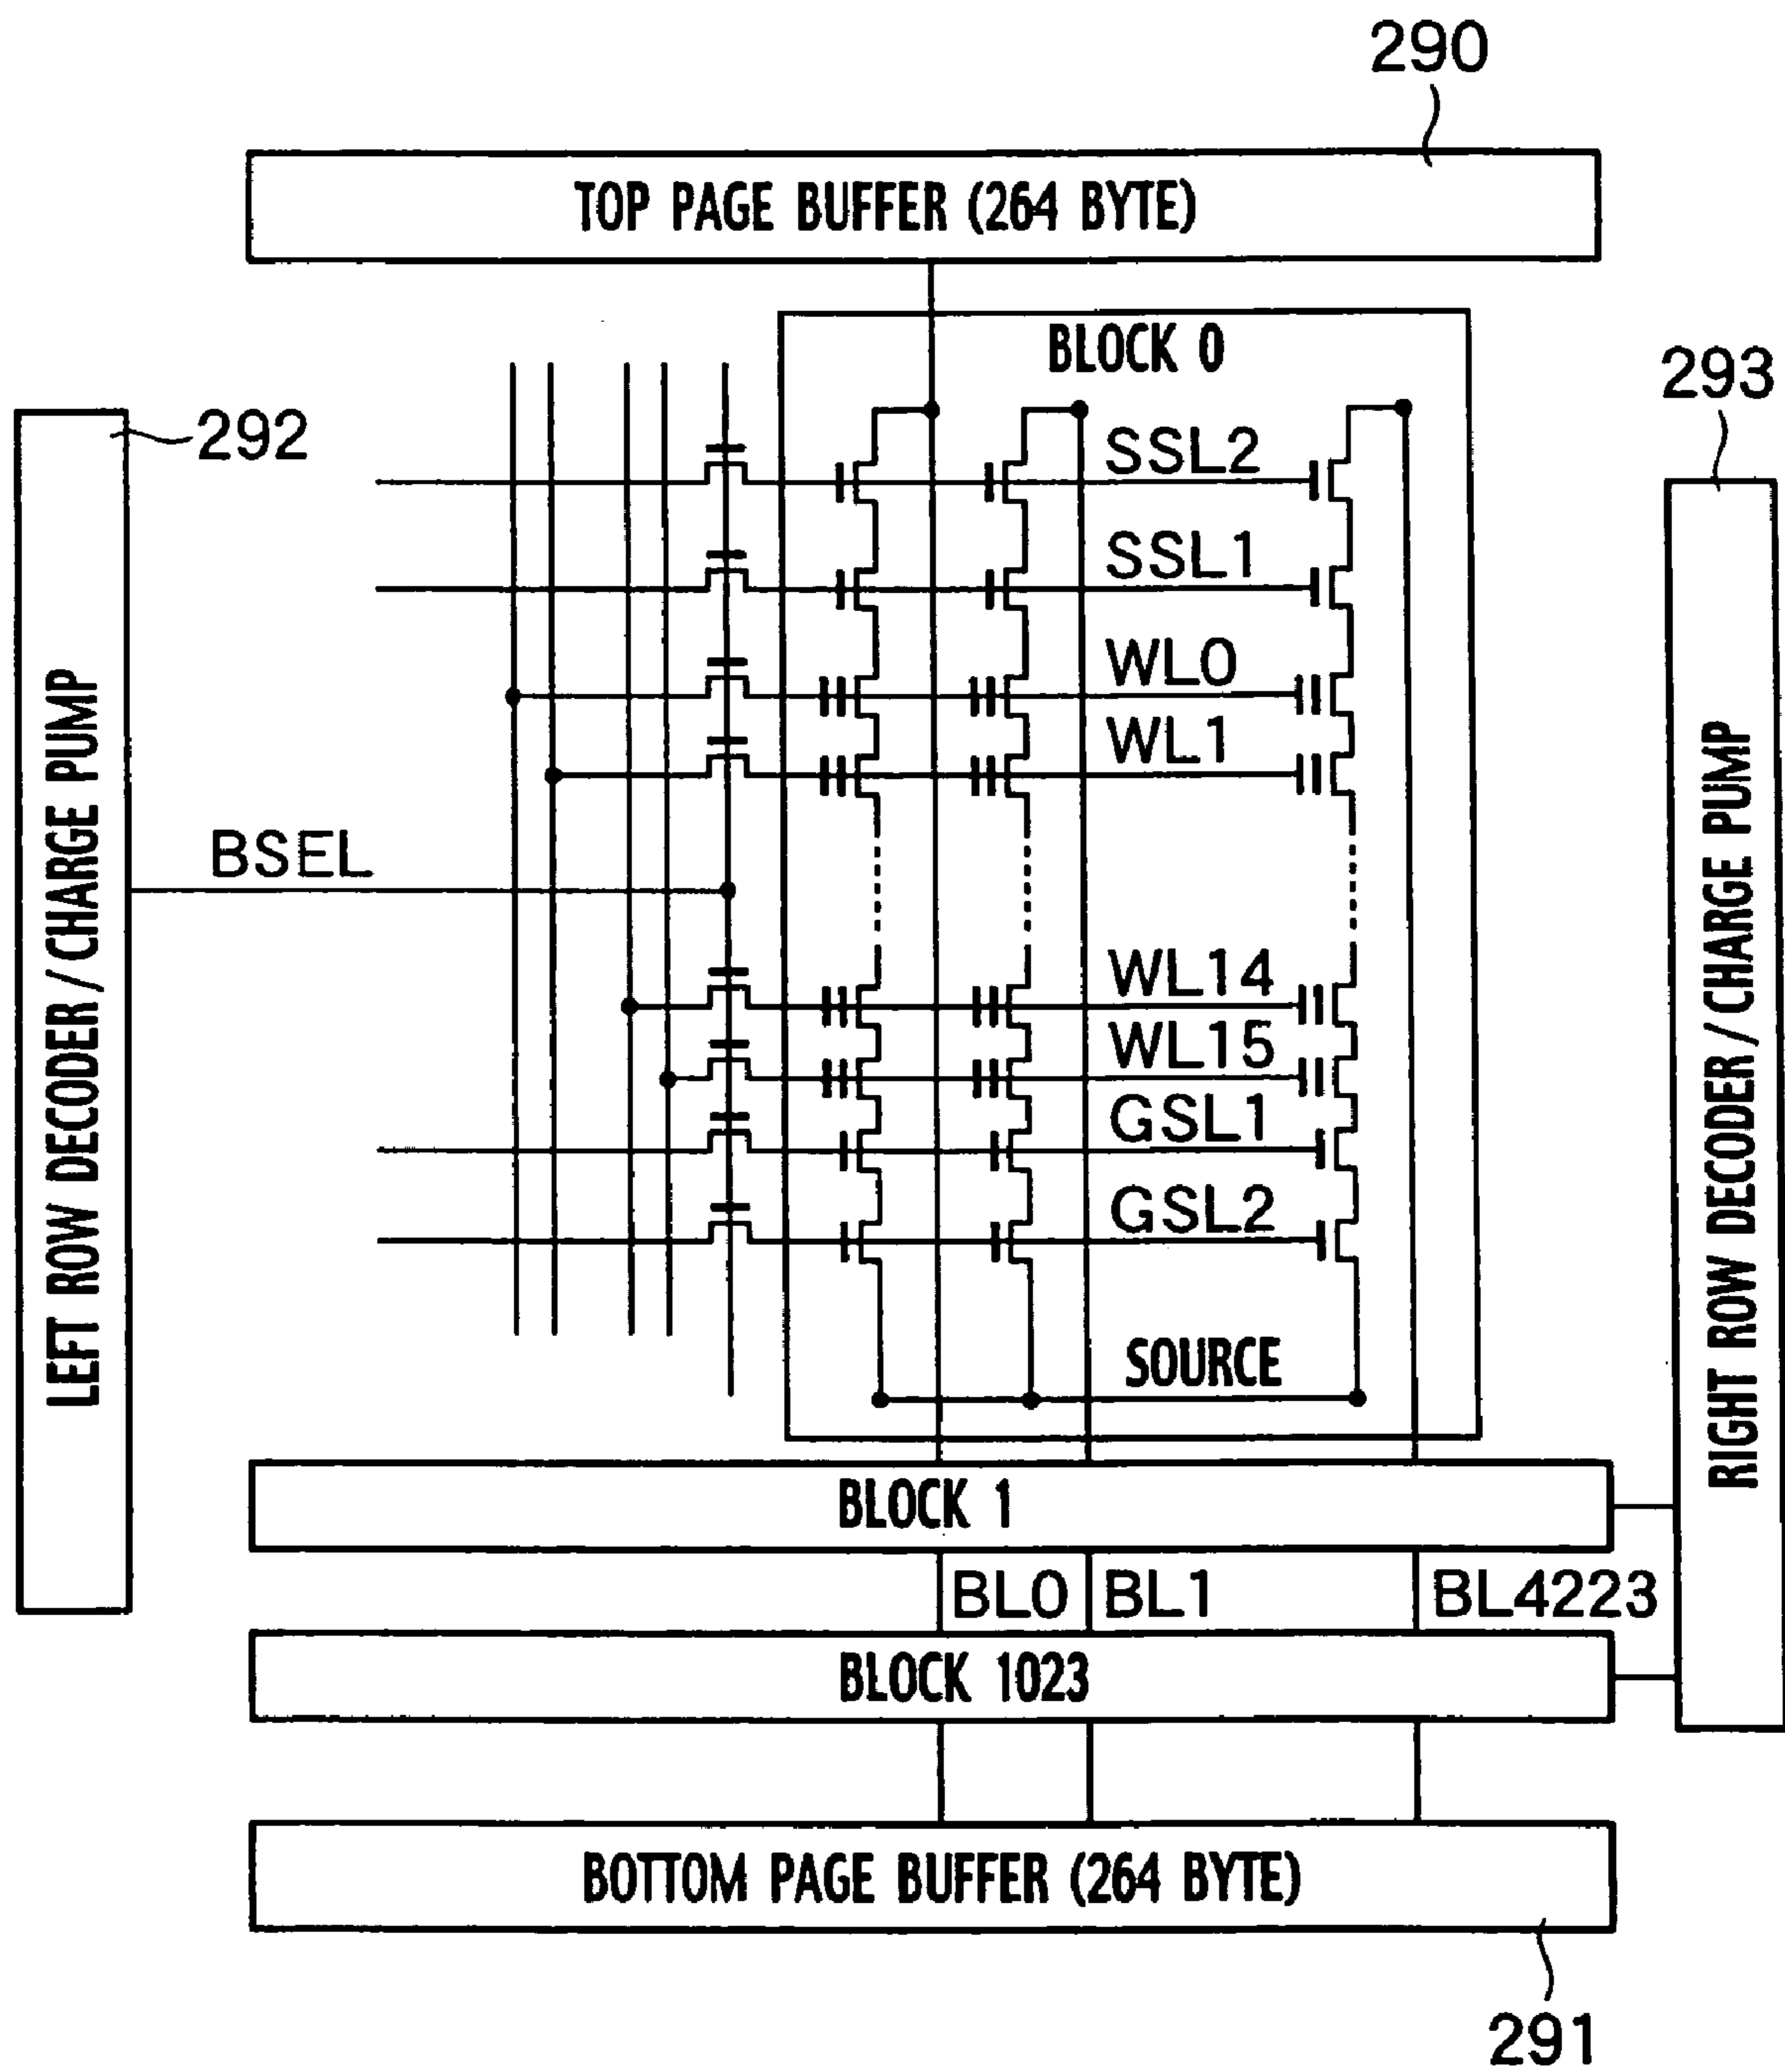 290
TOP PAGE BUFFER (264 BYTE)
BLOCK 0
293
292
SSL2
SSL1
WL0
WL1
LEFT ROW DECODER/CHARGE PUMP
RIGHT ROW DECODER/CHARGE PUMP
BSEL
WL14
WL15
GSL1
GSL2
SOURCE
BLOCK 1
BL0 BL1 BL4223
BLOCK 1023
BOTTOM PAGE BUFFER (264 BYTE)
291